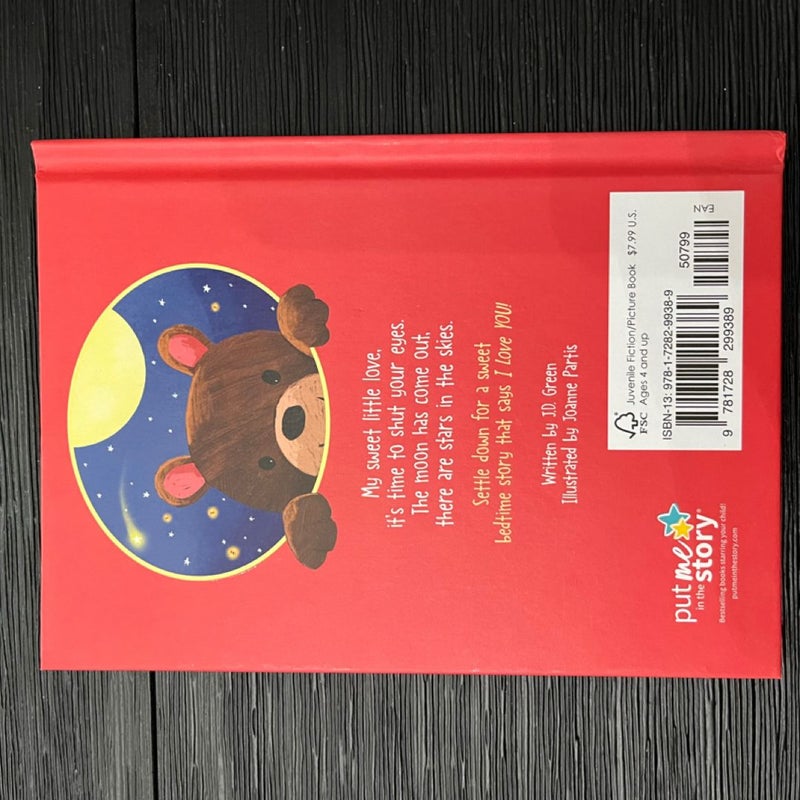 My sweet little love,
it's time to shut your eyes.
The moon has come out,
there are stars in the skies.
Settle down for a sweet
bedtime story that says I Love YOU!
Written by J.D. Green
Illustrated by Joanne Partis
put me
in the story®
Bestselling books starring your child!
putmeinthestory.com
FSC
Juvenile Fiction/Picture Book $7.99 U.S.
Ages 4 and up
ISBN-13: 978-1-7282-9938-9
50799
EAN
9 781728 299389